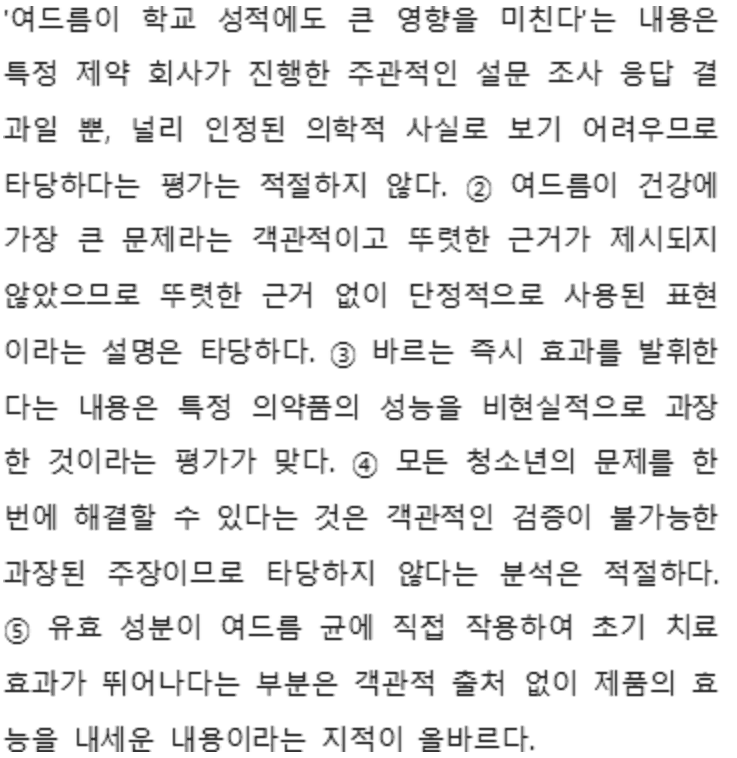 '여드름이 학교 성적에도 큰 영향을 미친다'는 내용은
특정 제약 회사가 진행한 주관적인 설문 조사 응답 결
과일 뿐, 널리 인정된 의학적 사실로 보기 어려우므로
타당하다는 평가는 적절하지 않다. ② 여드름이 건강에
가장 큰 문제라는 객관적이고 뚜렷한 근거가 제시되지
않았으므로 뚜렷한 근거 없이 단정적으로 사용된 표현
이라는 설명은 타당하다. ③ 바르는 즉시 효과를 발휘한
다는 내용은 특정 의약품의 성능을 비현실적으로 과장
한 것이라는 평가가 맞다. ④ 모든 청소년의 문제를 한
번에 해결할 수 있다는 것은 객관적인 검증이 불가능한
과장된 주장이므로 타당하지 않다는 분석은 적절하다.
⑤ 유효 성분이 여드름 균에 직접 작용하여 초기 치료
효과가 뛰어나다는 부분은 객관적 출처 없이 제품의 효
능을 내세운 내용이라는 지적이 올바르다.